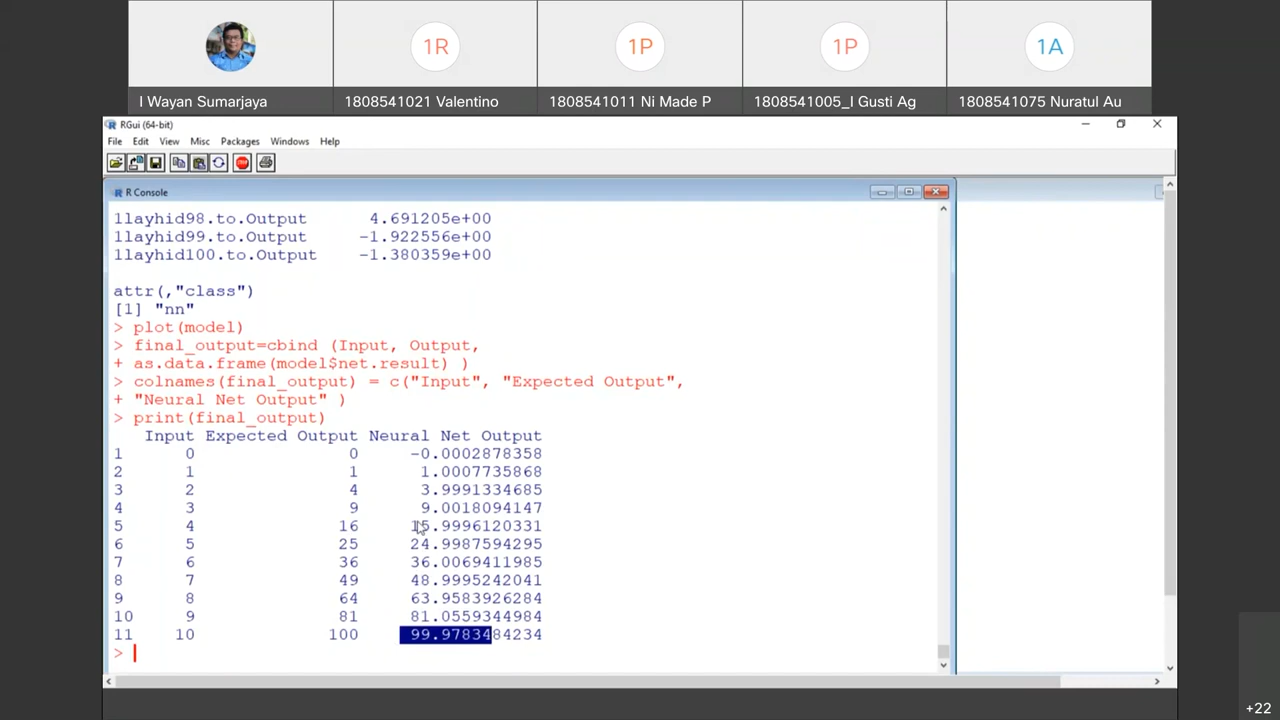 1R
1P
1P
1A
I Wayan Sumarjaya
1808541021 Valentino
1808541011 Ni Made P
1808541005_I Gusti Ag
1808541075 Nuratul Au
RGui (64-bit)
File Edit View Misc Packages Windows Help
STOP
R Console
1layhid98.to.Output 4.691205e+00
1layhid99.to.Output -1.922556e+00
1layhid100.to.Output -1.380359e+00
attr(,"class")
[1] "nn"
> plot(model)
> final_output=cbind (Input, Output,
+ as.data.frame(model$net.result) )
> colnames(final_output) = c("Input", "Expected Output",
+ "Neural Net Output" )
> print(final_output)
Input Expected Output Neural Net Output
1 0 0 -0.0002878358
2 1 1 1.0007735868
3 2 4 3.9991334685
4 3 9 9.0018094147
5 4 16 15.9996120331
6 5 25 24.9987594295
7 6 36 36.0069411985
8 7 49 48.9995242041
9 8 64 63.9583926284
10 9 81 81.0559344984
11 10 100 99.9783484234
>
+22